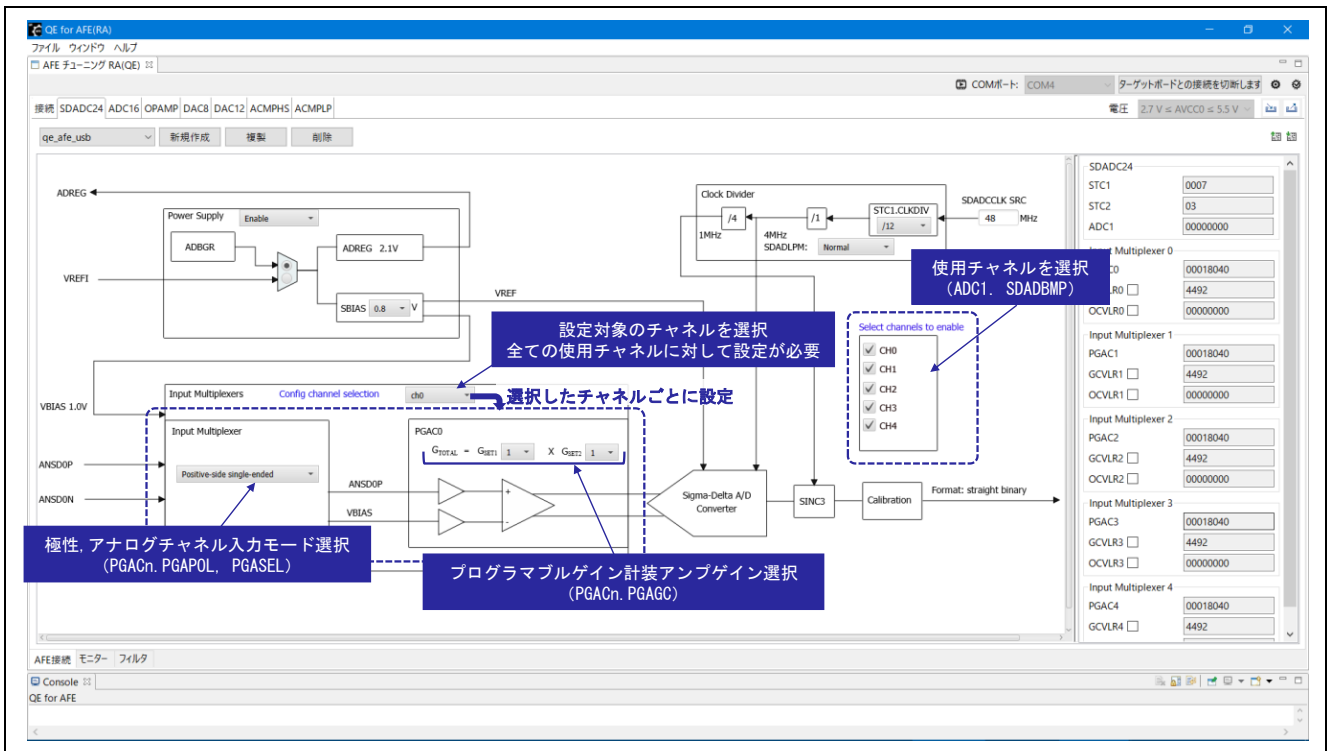 QE for AFE(RA)
ファイル ウィンドウ ヘルプ
AFE チューニング RA(QE)
COMポート: COM4 ターゲットボードとの接続を切断します
接続 SDADC24 ADC16 OPAMP DAC8 DAC12 ACMPHS ACMPLP
電圧 2.7 V ≤ AVCC0 ≤ 5.5 V
qe_afe_usb 新規作成 複製 削除
ADREG
Power Supply Enable
ADBGR
ADREG 2.1V
VREFI
SBIAS 0.8 V
VREF
Clock Divider
/4
/1
STC1.CLKDIV
/12
SDADCCLK SRC
48 MHz
1MHz
4MHz
SDADLPM: Normal
使用チャネルを選択
(ADC1. SDADBMP)
設定対象のチャネルを選択
全ての使用チャネルに対して設定が必要
Select channels to enable
CH0
CH1
CH2
CH3
CH4
Input Multiplexers Config channel selection ch0
選択したチャネルごとに設定
VBIAS 1.0V
Input Multiplexer
PGAC0
GTOTAL = GSET1 1 X GSET2 1
ANSD0P
Positive-side single-ended
ANSD0P
ANSD0N
VBIAS
+
-
Sigma-Delta A/D
Converter
SINC3
Calibration
Format: straight binary
極性, アナログチャネル入力モード選択
(PGACn. PGAPOL, PGASEL)
プログラマブルゲイン計装アンプゲイン選択
(PGACn. PGAGC)
SDADC24
STC1 0007
STC2 03
ADC1 00000000
Input Multiplexer 0
C0 00018040
LR0 4492
OCVLR0 00000000
Input Multiplexer 1
PGAC1 00018040
GCVLR1 4492
OCVLR1 00000000
Input Multiplexer 2
PGAC2 00018040
GCVLR2 4492
OCVLR2 00000000
Input Multiplexer 3
PGAC3 00018040
GCVLR3 4492
OCVLR3 00000000
Input Multiplexer 4
PGAC4 00018040
GCVLR4 4492
AFE接続 モニター フィルタ
Console
QE for AFE